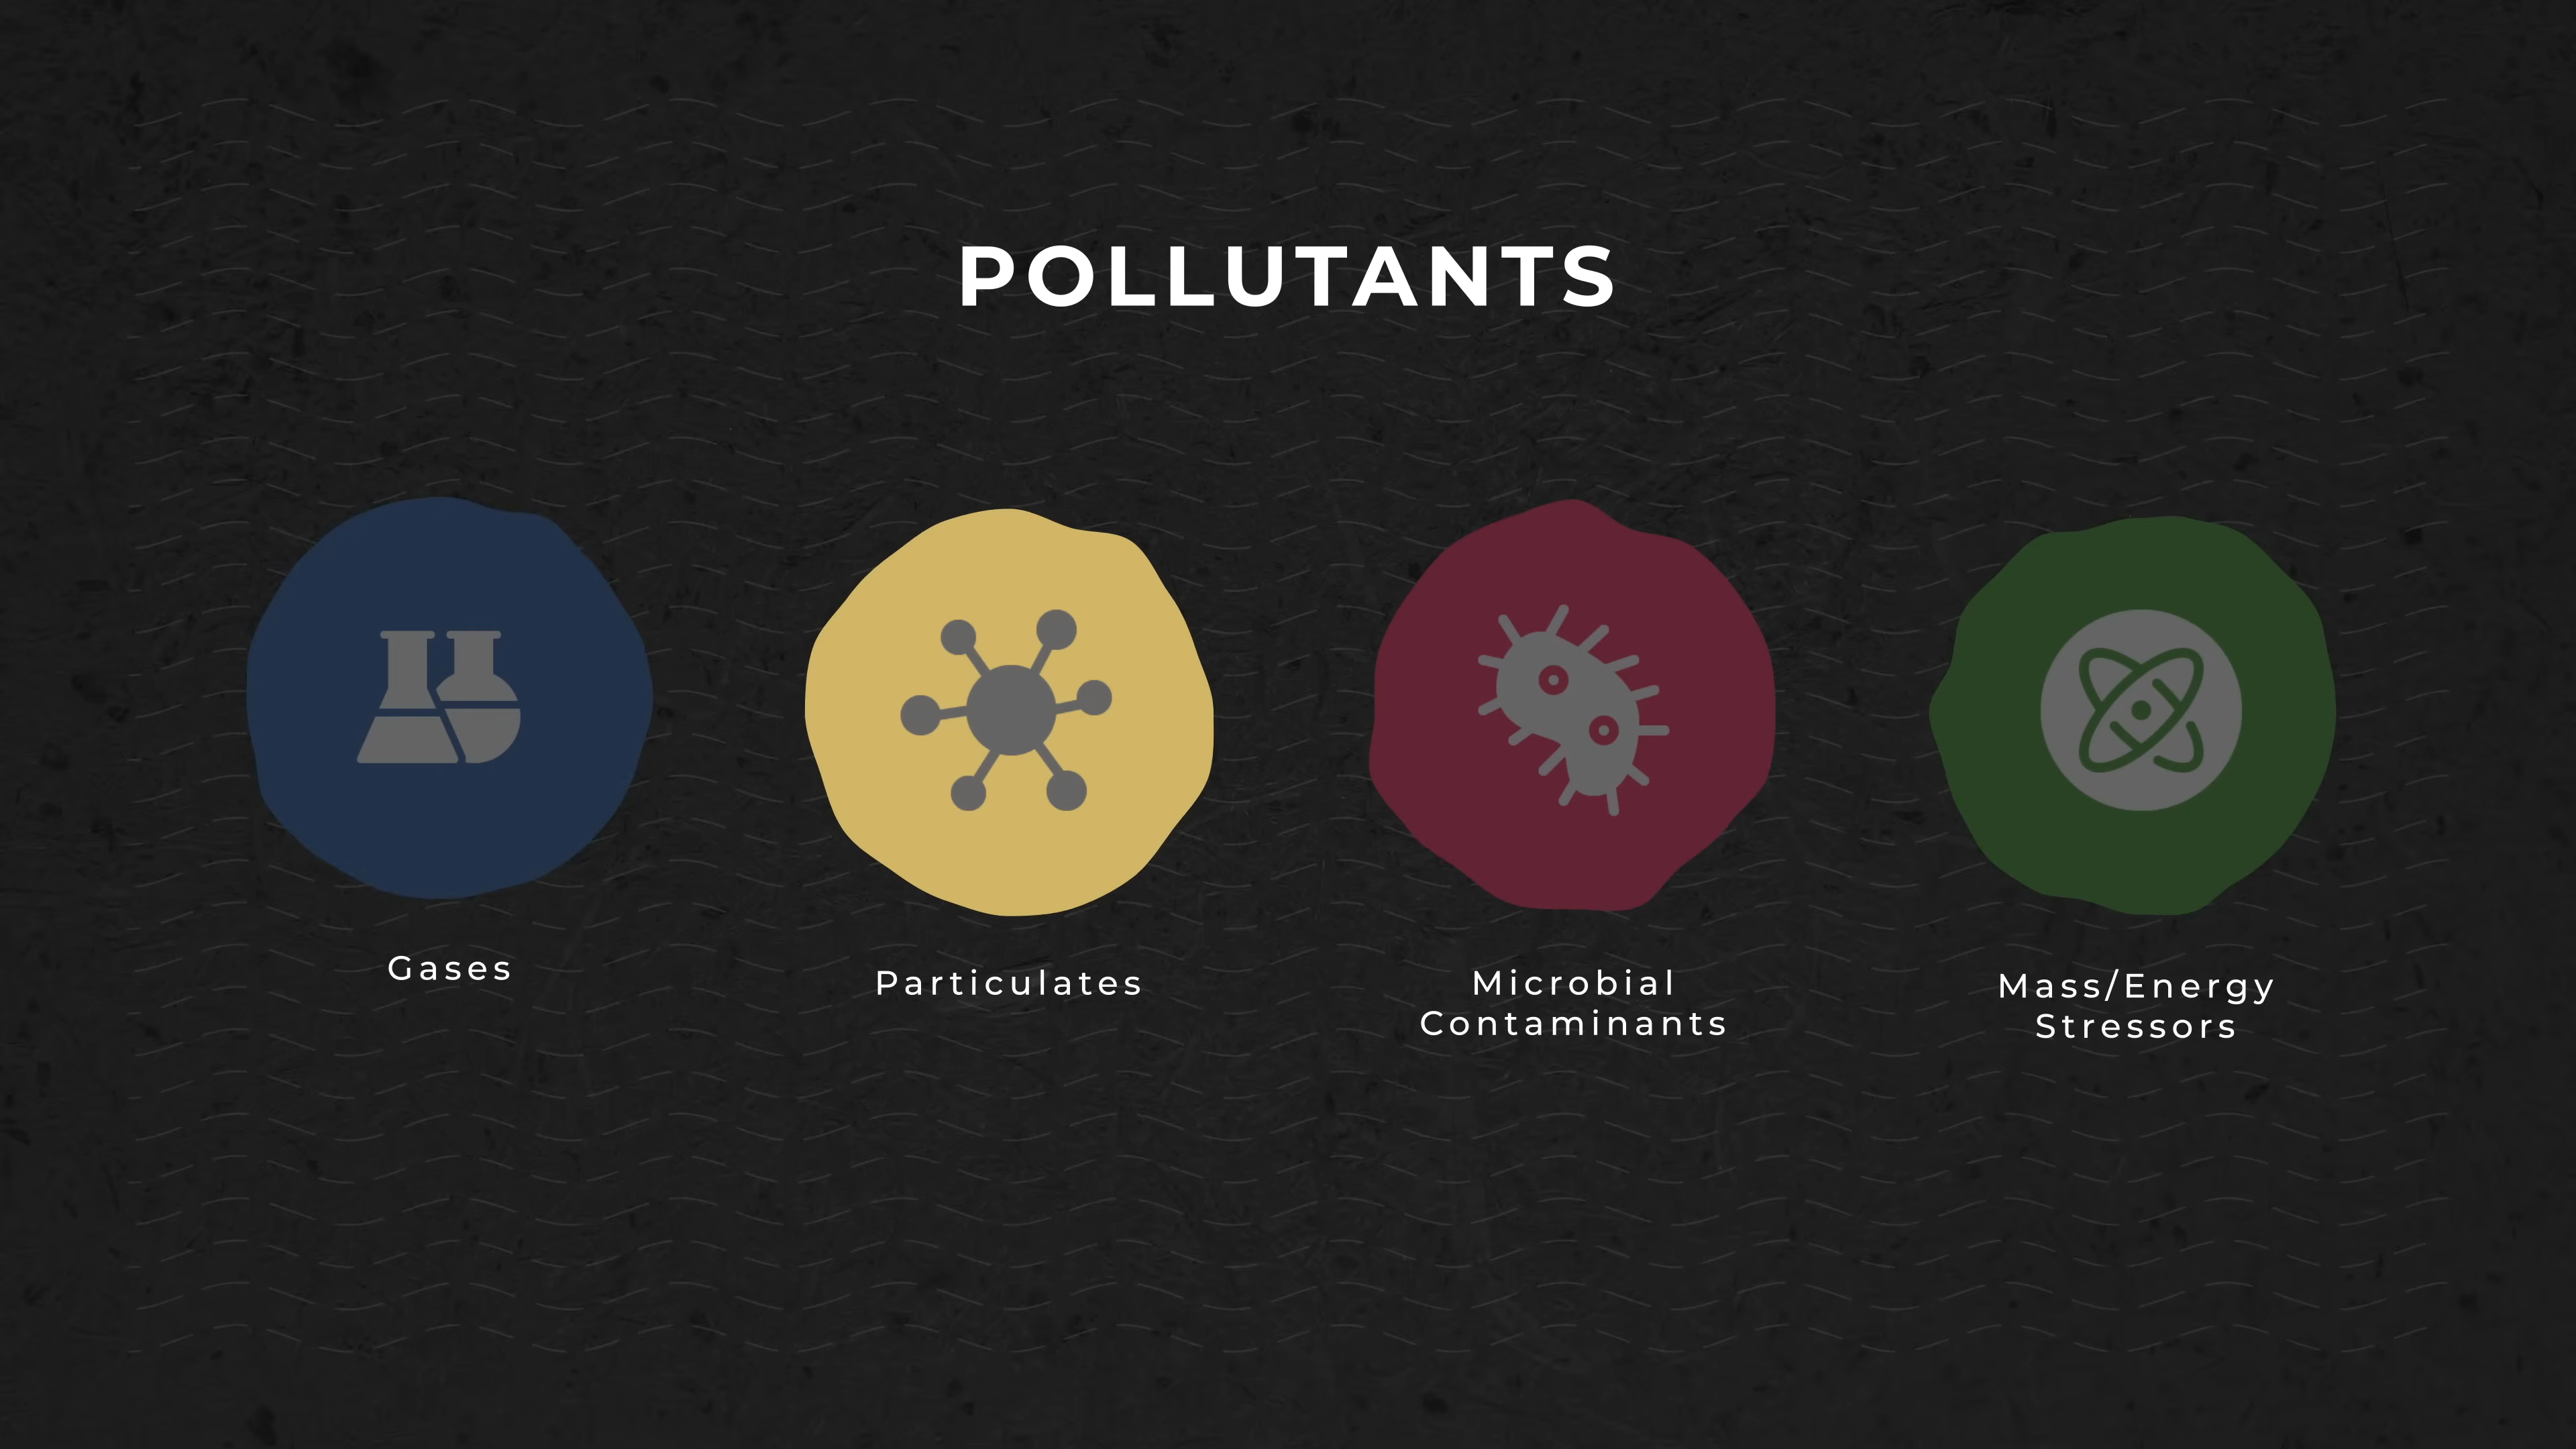 POLLUTANTS
Gases
Particulates
Microbial
Contaminants
Mass/Energy
Stressors